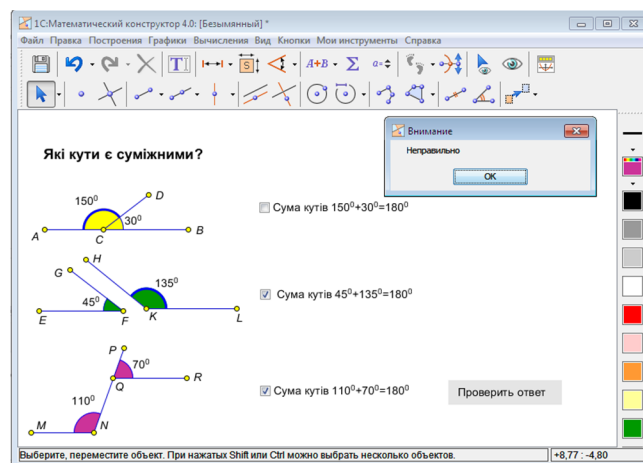 1С:Математический конструктор 4.0: [Безымянный] *
Файл Правка Построения Графики Вычисления Вид Кнопки Мои инструменты Справка
T
S
A+B
Σ
a=
Внимание
Неправильно
OK
Які кути є суміжними?
150⁰
D
30⁰
A
C
B
Сума кутів 150⁰+30⁰=180⁰
H
G
135⁰
45⁰
E
F
K
L
Сума кутів 45⁰+135⁰=180⁰
P
70⁰
Q
R
110⁰
M
N
Сума кутів 110⁰+70⁰=180⁰
Проверить ответ
Выберите, переместите объект. При нажатых Shift или Ctrl можно выбрать несколько объектов.
+8,77 : -4,80